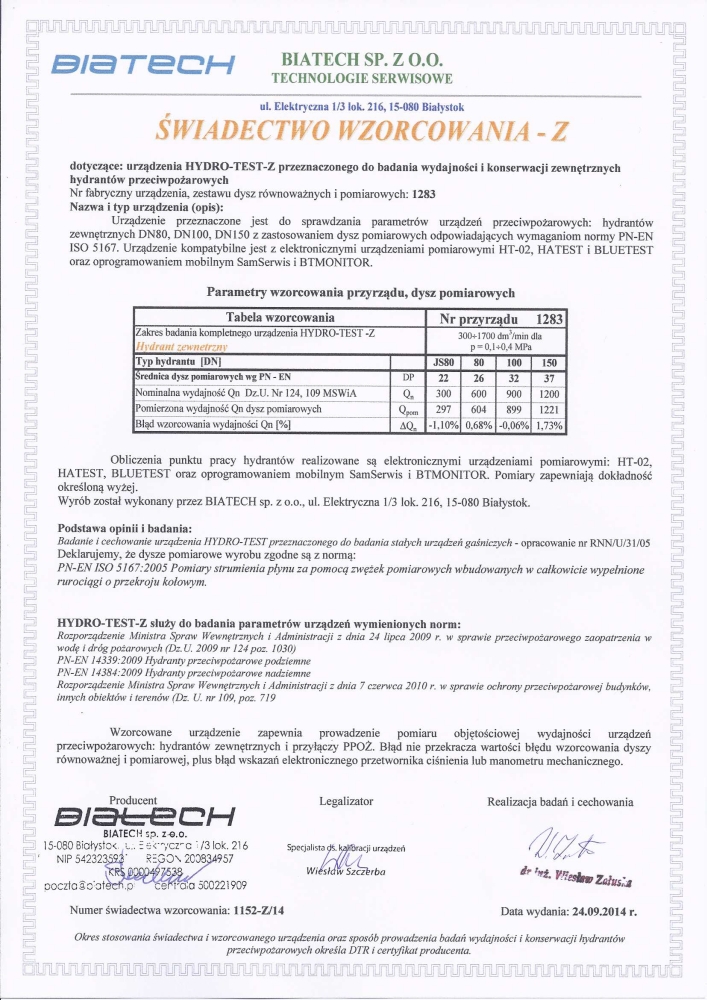 BIATECH
BIATECH SP. Z O.O.
TECHNOLOGIE SERWISOWE
ul. Elektryczna 1/3 lok. 216, 15-080 Białystok
ŚWIADECTWO WZORCOWANIA - Z
dotyczące: urządzenia HYDRO-TEST-Z przeznaczonego do badania wydajności i konserwacji zewnętrznych
hydrantów przeciwpożarowych
Nr fabryczny urządzenia, zestawu dysz równoważnych i pomiarowych: 1283
Nazwa i typ urządzenia (opis):
Urządzenie przeznaczone jest do sprawdzania parametrów urządzeń przeciwpożarowych: hydrantów
zewnętrznych DN80, DN100, DN150 z zastosowaniem dysz pomiarowych odpowiadających wymaganiom normy PN-EN
ISO 5167. Urządzenie kompatybilne jest z elektronicznymi urządzeniami pomiarowymi HT-02, HATEST i BLUETEST
oraz oprogramowaniem mobilnym SamSerwis i BTMONITOR.
Parametry wzorcowania przyrządu, dysz pomiarowych
Tabela wzorcowania Nr przyrządu 1283
Zakres badania kompletnego urządzenia HYDRO-TEST -Z 300÷1700 dm³/min dla
Hydrant zewnętrzny p = 0,1÷0,4 MPa
Typ hydrantu [DN] JS80 80 100 150
Średnica dysz pomiarowych wg PN - EN DP 22 26 32 37
Nominalna wydajność Qn Dz.U. Nr 124, 109 MSWiA Qn 300 600 900 1200
Pomierzona wydajność Qn dysz pomiarowych Qpom 297 604 899 1221
Błąd wzorcowania wydajności Qn [%] ΔQn -1,10% 0,68% -0,06% 1,73%
Obliczenia punktu pracy hydrantów realizowane są elektronicznymi urządzeniami pomiarowymi: HT-02,
HATEST, BLUETEST oraz oprogramowaniem mobilnym SamSerwis i BTMONITOR. Pomiary zapewniają dokładność
określoną wyżej.
Wyrób został wykonany przez BIATECH sp. z o.o., ul. Elektryczna 1/3 lok. 216, 15-080 Białystok.
Podstawa opinii i badania:
Badanie i cechowanie urządzenia HYDRO-TEST przeznaczonego do badania stałych urządzeń gaśniczych - opracowanie nr RNN/U/31/05
Deklarujemy, że dysze pomiarowe wyrobu zgodne są z normą:
PN-EN ISO 5167:2005 Pomiary strumienia płynu za pomocą zwężek pomiarowych wbudowanych w całkowicie wypełnione
rurociągi o przekroju kołowym.
HYDRO-TEST-Z służy do badania parametrów urządzeń wymienionych norm:
Rozporządzenie Ministra Spraw Wewnętrznych i Administracji z dnia 24 lipca 2009 r. w sprawie przeciwpożarowego zaopatrzenia w
wodę i dróg pożarowych (Dz.U. 2009 nr 124 poz. 1030)
PN-EN 14339:2009 Hydranty przeciwpożarowe podziemne
PN-EN 14384:2009 Hydranty przeciwpożarowe nadziemne
Rozporządzenie Ministra Spraw Wewnętrznych i Administracji z dnia 7 czerwca 2010 r. w sprawie ochrony przeciwpożarowej budynków,
innych obiektów i terenów (Dz. U. nr 109, poz. 719
Wzorcowane urządzenie zapewnia prowadzenie pomiaru objętościowej wydajności urządzeń
przeciwpożarowych: hydrantów zewnętrznych i przyłączy PPOŻ. Błąd nie przekracza wartości błędu wzorcowania dyszy
równoważnej i pomiarowej, plus błąd wskazań elektronicznego przetwornika ciśnienia lub manometru mechanicznego.
Producent Legalizator Realizacja badań i cechowania
BIATECH
BIATECH sp. z o.o.
15-080 Białystok, 1/3 lok. 216
NIP REGON 200834957
KRS
centrala 500221909
Specjalista ds. kalibracji urządzeń
Wiesław Szczerba
dr inż. Wiesław
Numer świadectwa wzorcowania: 1152-Z/14 Data wydania: 24.09.2014 r.
Okres stosowania świadectwa i wzorcowanego urządzenia oraz sposób prowadzenia badań wydajności i konserwacji hydrantów
przeciwpożarowych określa DTR i certyfikat producenta.